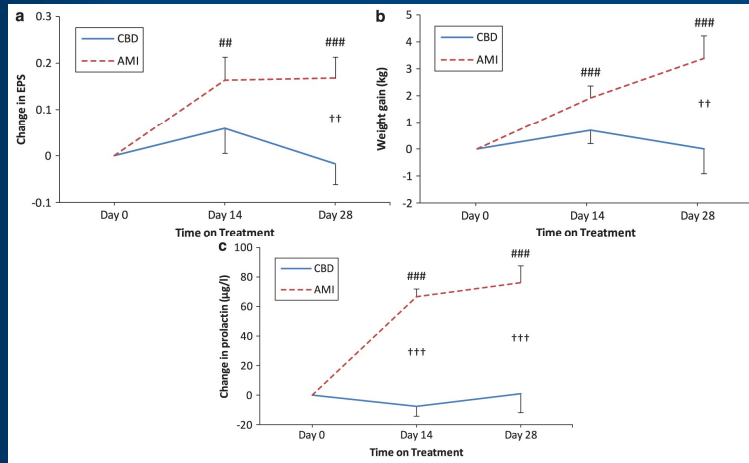 a
0.3
0.2
0.1
0
-0.1
Change in EPS
CBD
AMI
##
###
††
Day 0
Day 14
Day 28
Time on Treatment
b
5
4
3
2
1
0
-1
-2
Weight gain (kg)
CBD
AMI
###
###
††
Day 0
Day 14
Day 28
Time on Treatment
c
100
80
60
40
20
0
-20
Change in prolactin (µg/l)
CBD
AMI
###
###
†††
†††
Day 0
Day 14
Day 28
Time on Treatment